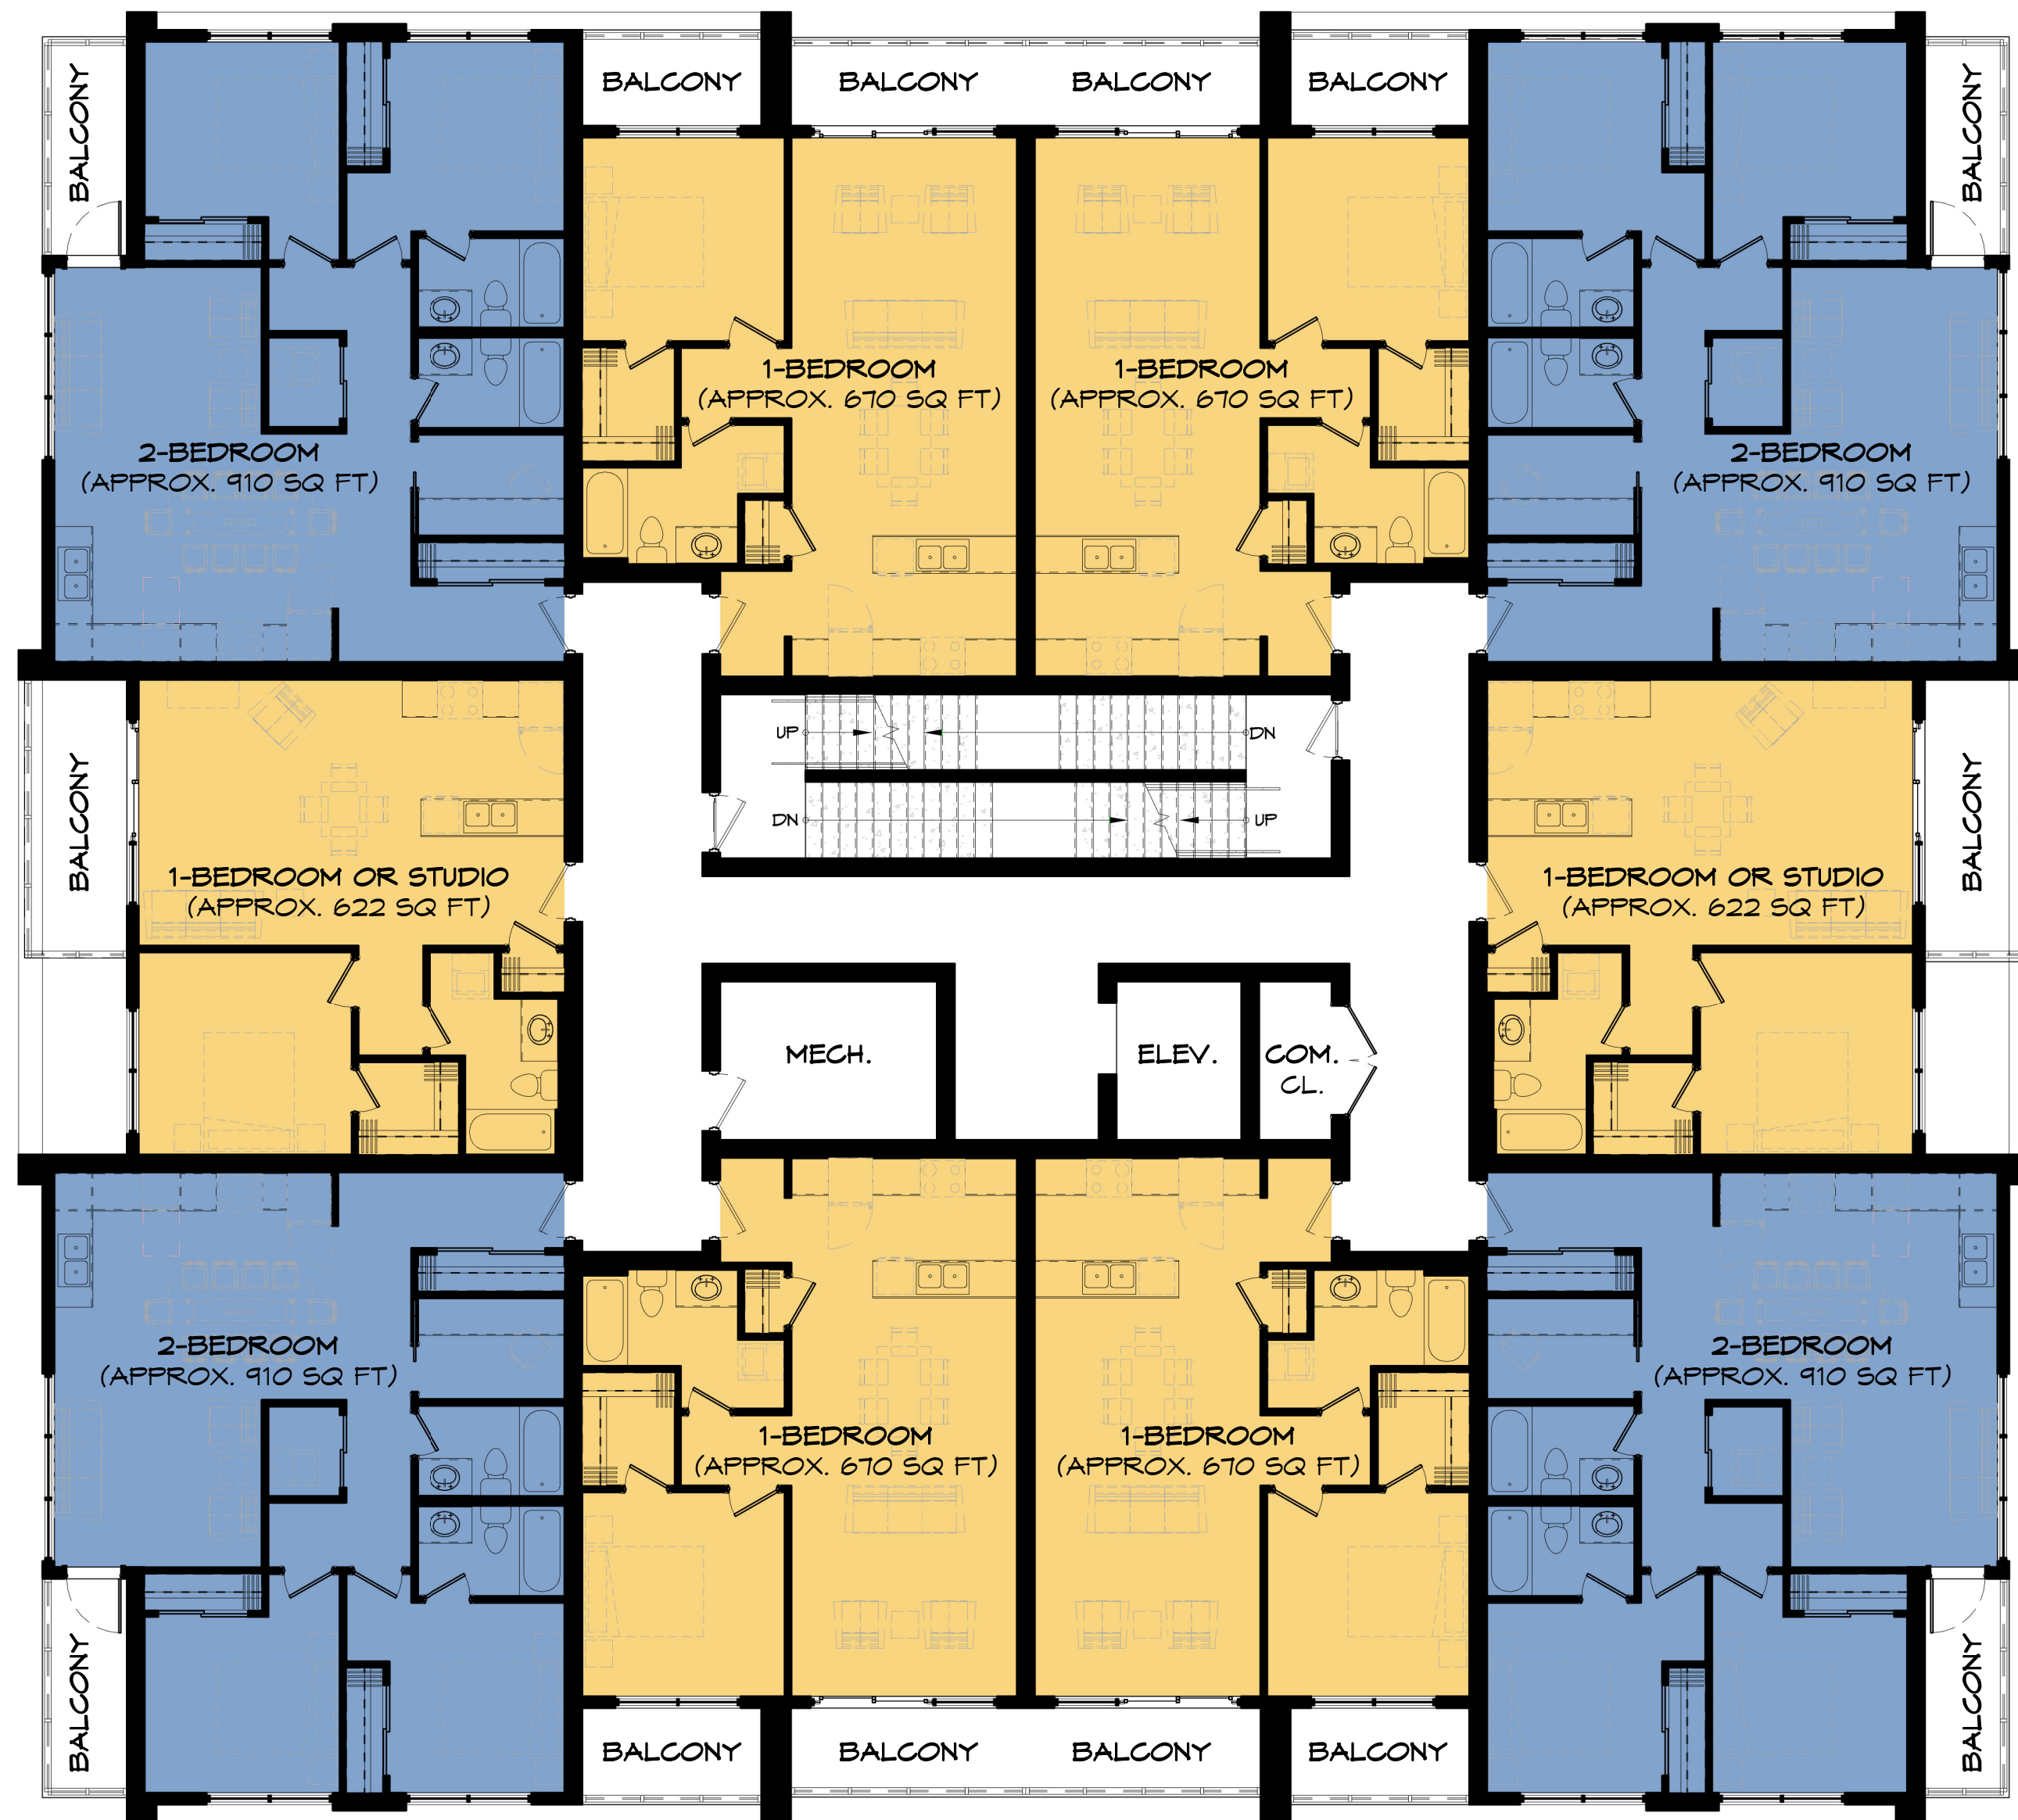 BALCONY
BALCONY
BALCONY
BALCONY
BALCONY
BALCONY
1-BEDROOM
(APPROX. 670 SQ FT)
1-BEDROOM
(APPROX. 670 SQ FT)
2-BEDROOM
(APPROX. 910 SQ FT)
2-BEDROOM
(APPROX. 910 SQ FT)
UP
DN
DN
UP
BALCONY
BALCONY
1-BEDROOM OR STUDIO
(APPROX. 622 SQ FT)
1-BEDROOM OR STUDIO
(APPROX. 622 SQ FT)
MECH.
ELEV.
COM.
CL.
2-BEDROOM
(APPROX. 910 SQ FT)
2-BEDROOM
(APPROX. 910 SQ FT)
1-BEDROOM
(APPROX. 670 SQ FT)
1-BEDROOM
(APPROX. 670 SQ FT)
BALCONY
BALCONY
BALCONY
BALCONY
BALCONY
BALCONY